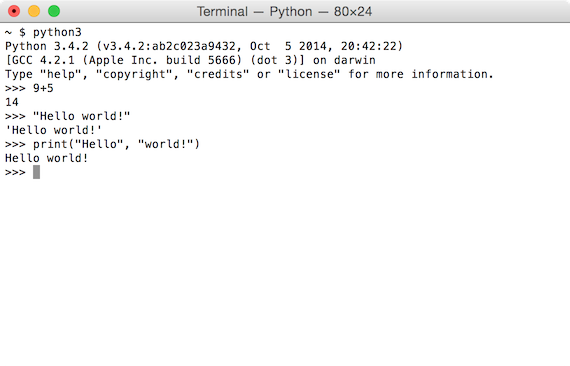 Terminal — Python — 80×24
~ $ python3
Python 3.4.2 (v3.4.2:ab2c023a9432, Oct  5 2014, 20:42:22)
[GCC 4.2.1 (Apple Inc. build 5666) (dot 3)] on darwin
Type "help", "copyright", "credits" or "license" for more information.
>>> 9+5
14
>>> "Hello world!"
'Hello world!'
>>> print("Hello", "world!")
Hello world!
>>>